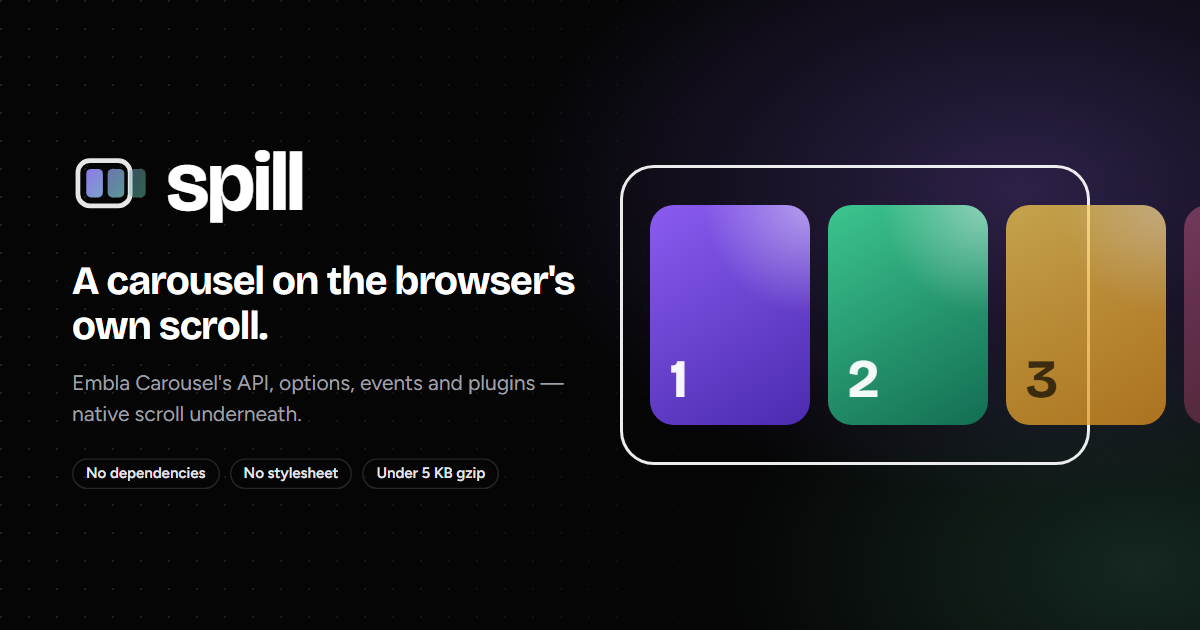 spill
A carousel on the browser's
own scroll.
Embla Carousel's API, options, events and plugins —
native scroll underneath.
No dependencies
No stylesheet
Under 5 KB gzip
1
2
3